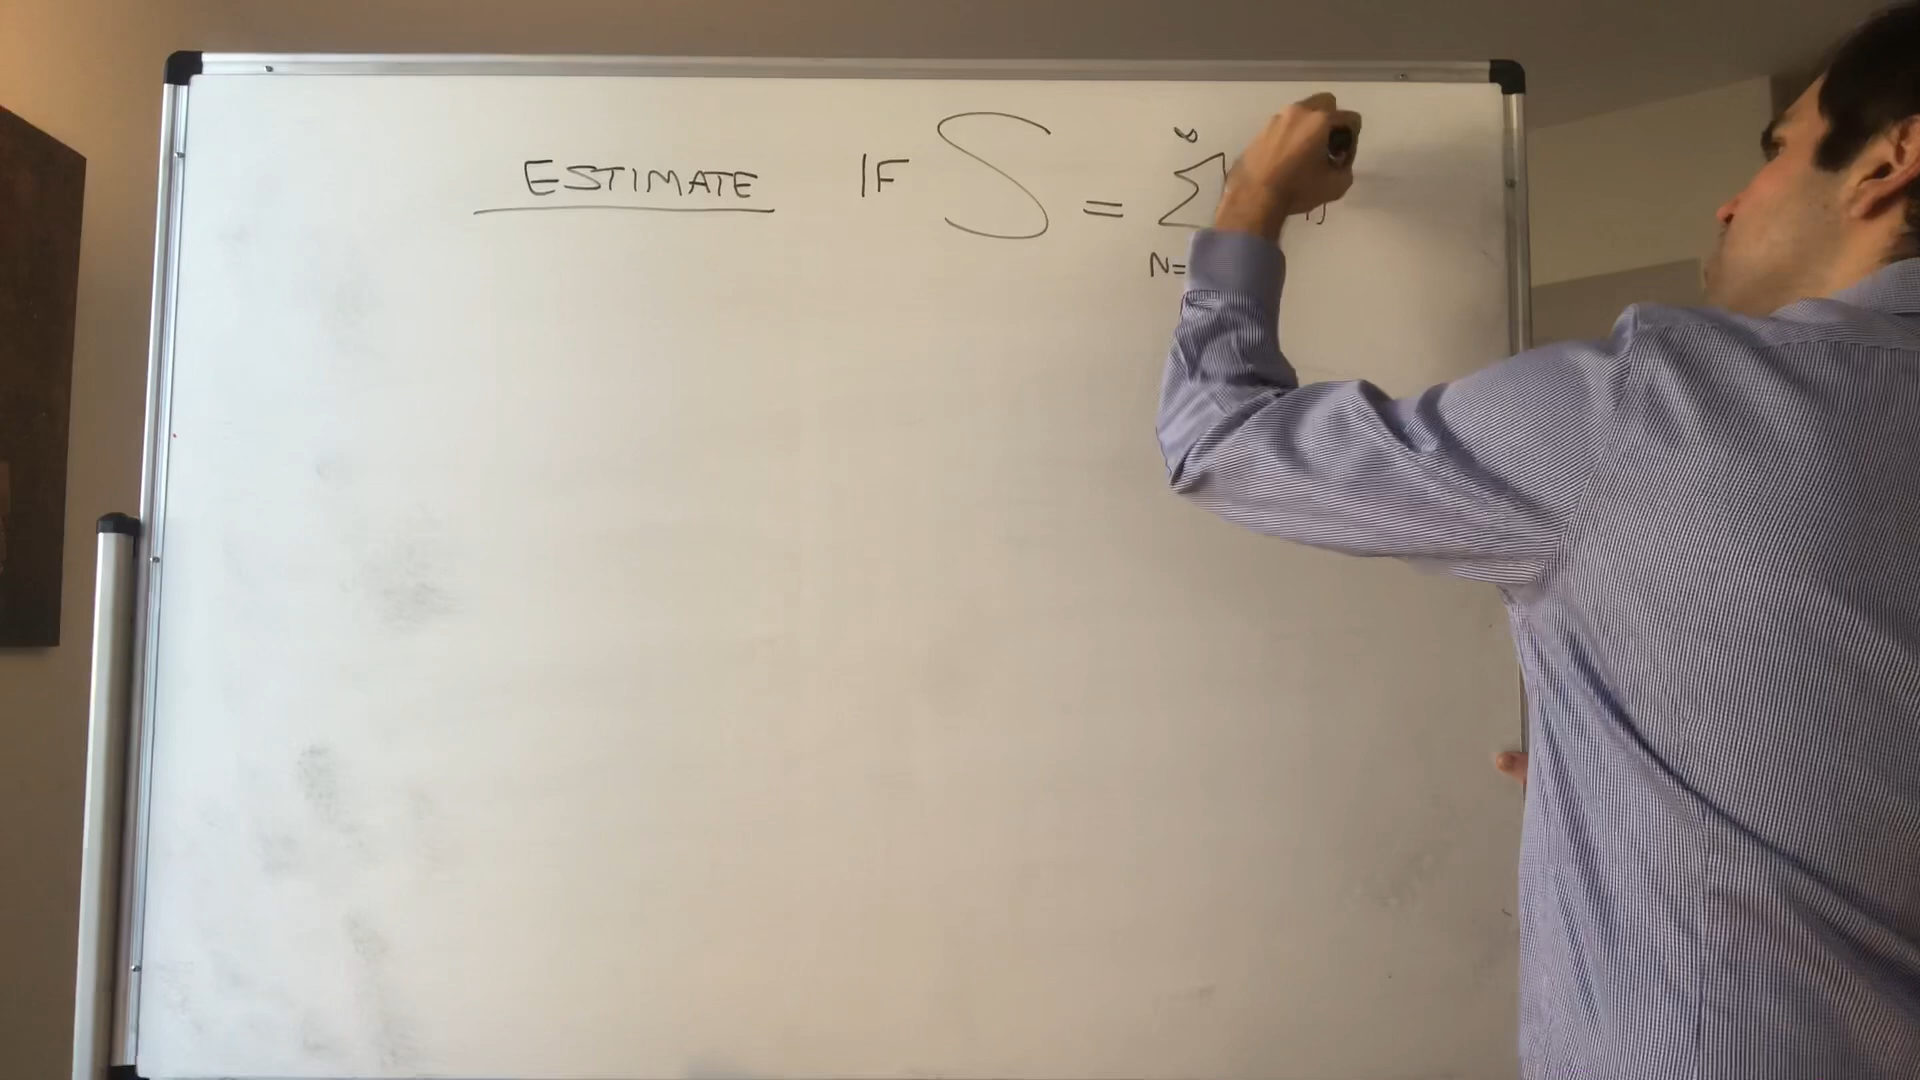 ESTIMATE IF S = ∞ Σ
N=